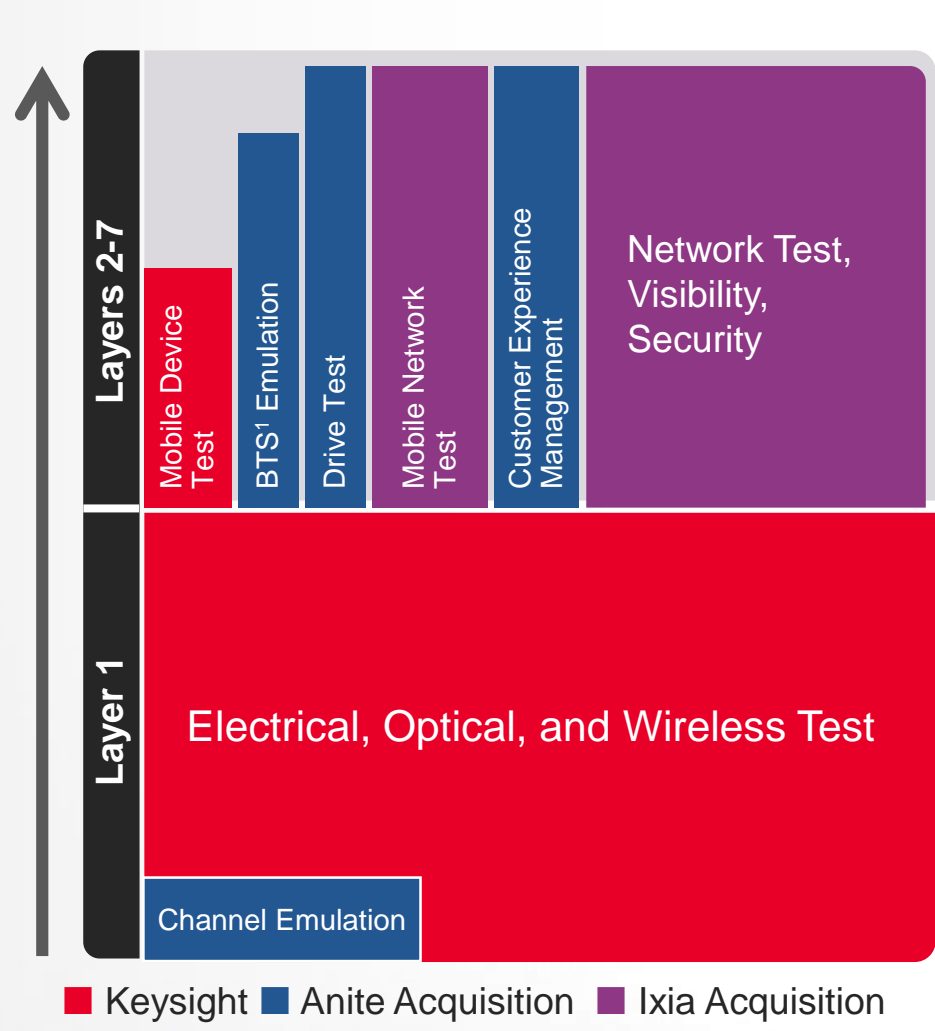 Layers 2-7
Mobile Device
Test
BTS¹ Emulation
Drive Test
Mobile Network
Test
Customer Experience
Management
Network Test,
Visibility,
Security
Layer 1
Electrical, Optical, and Wireless Test
Channel Emulation
Keysight
Anite Acquisition
Ixia Acquisition